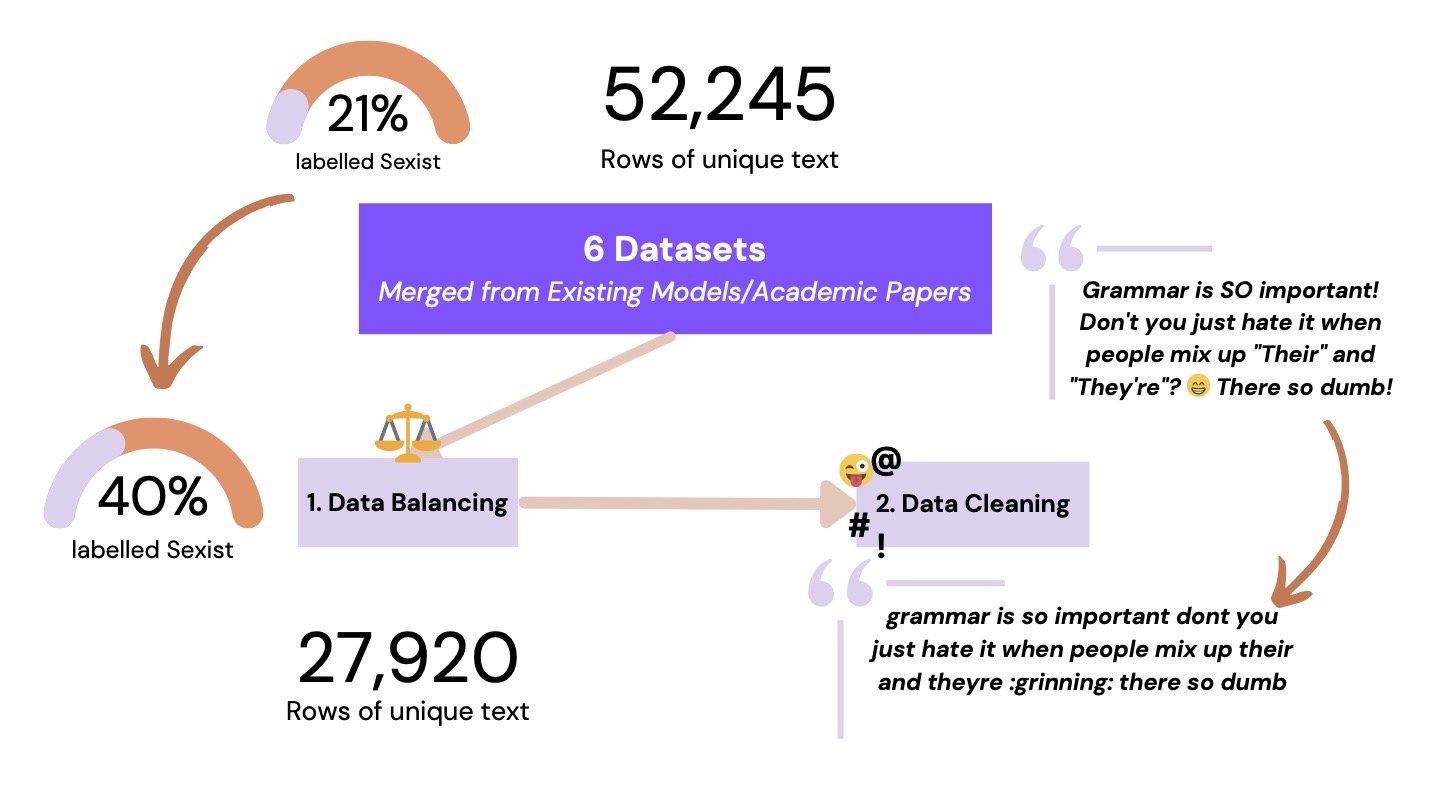 21%
labelled Sexist
52,245
Rows of unique text
6 Datasets
Merged from Existing Models/Academic Papers
Grammar is SO important!
Don't you just hate it when
people mix up "Their" and
"They're"? 😁 There so dumb!
40%
labelled Sexist
1. Data Balancing
@
2. Data Cleaning
#
!
27,920
Rows of unique text
grammar is so important dont you
just hate it when people mix up their
and theyre :grinning: there so dumb